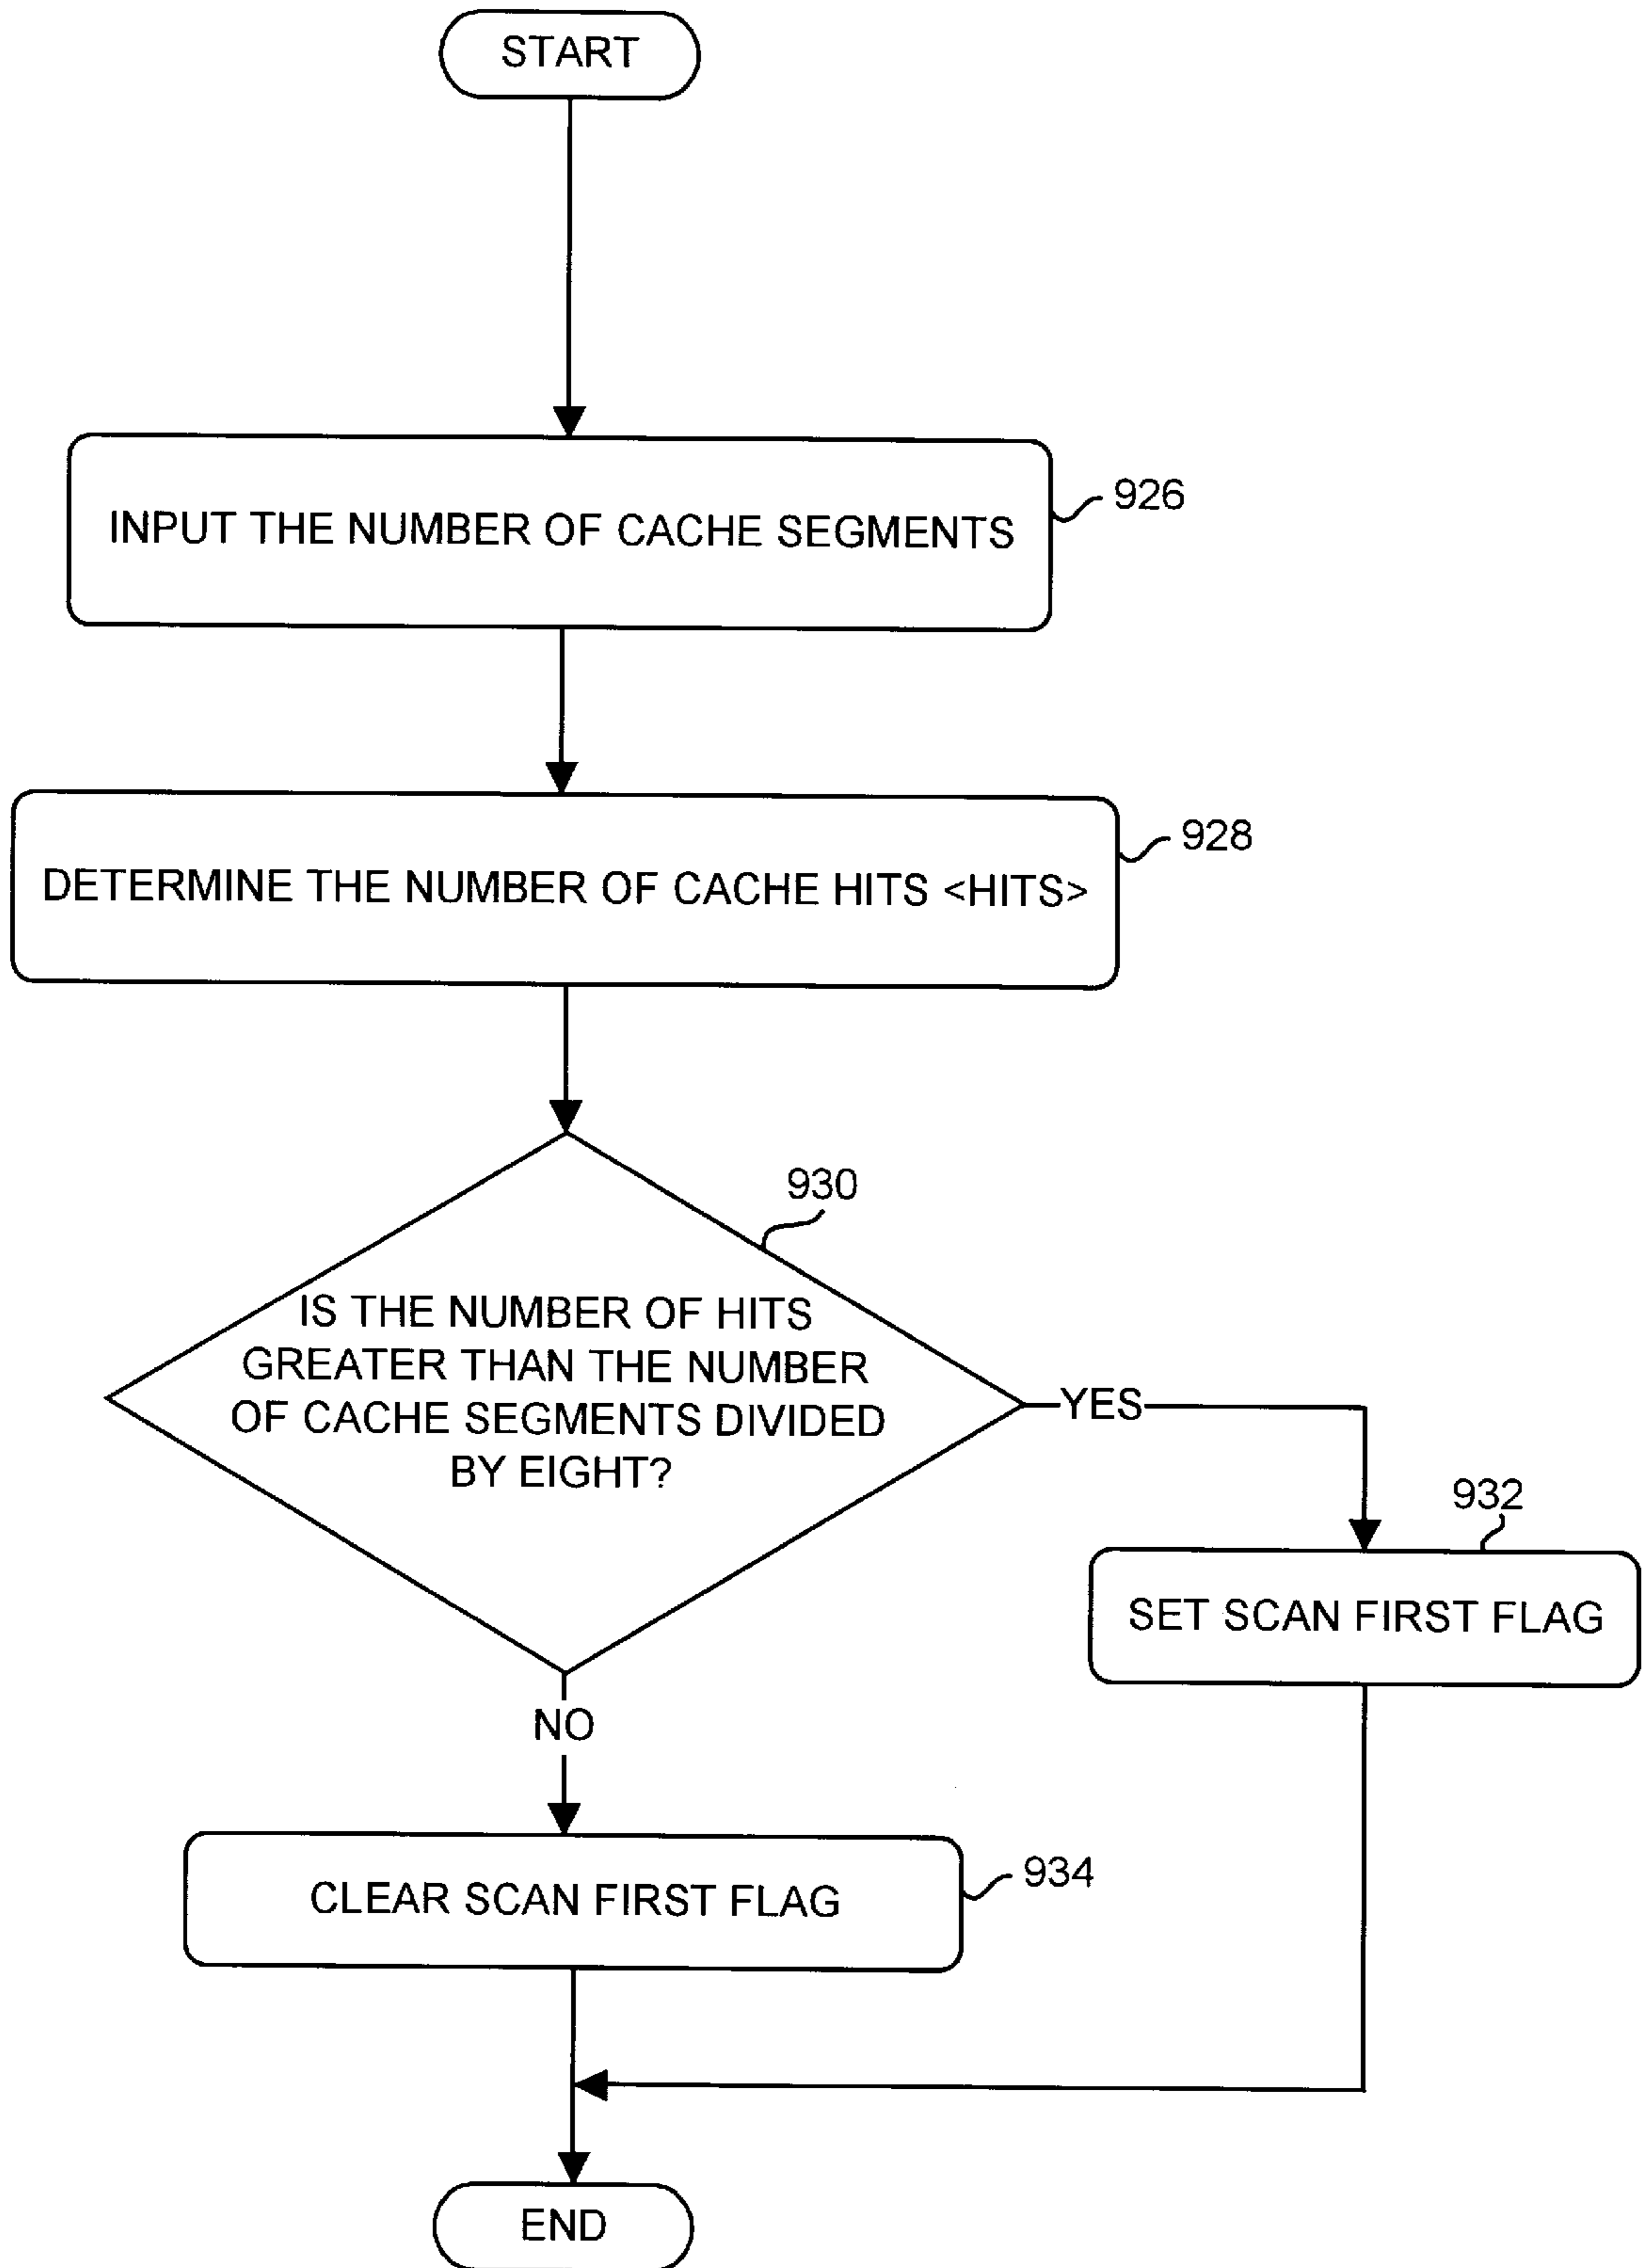 START
INPUT THE NUMBER OF CACHE SEGMENTS
926
DETERMINE THE NUMBER OF CACHE HITS <HITS>
928
930
IS THE NUMBER OF HITS
GREATER THAN THE NUMBER
OF CACHE SEGMENTS DIVIDED
BY EIGHT?
YES
932
SET SCAN FIRST FLAG
NO
CLEAR SCAN FIRST FLAG
934
END